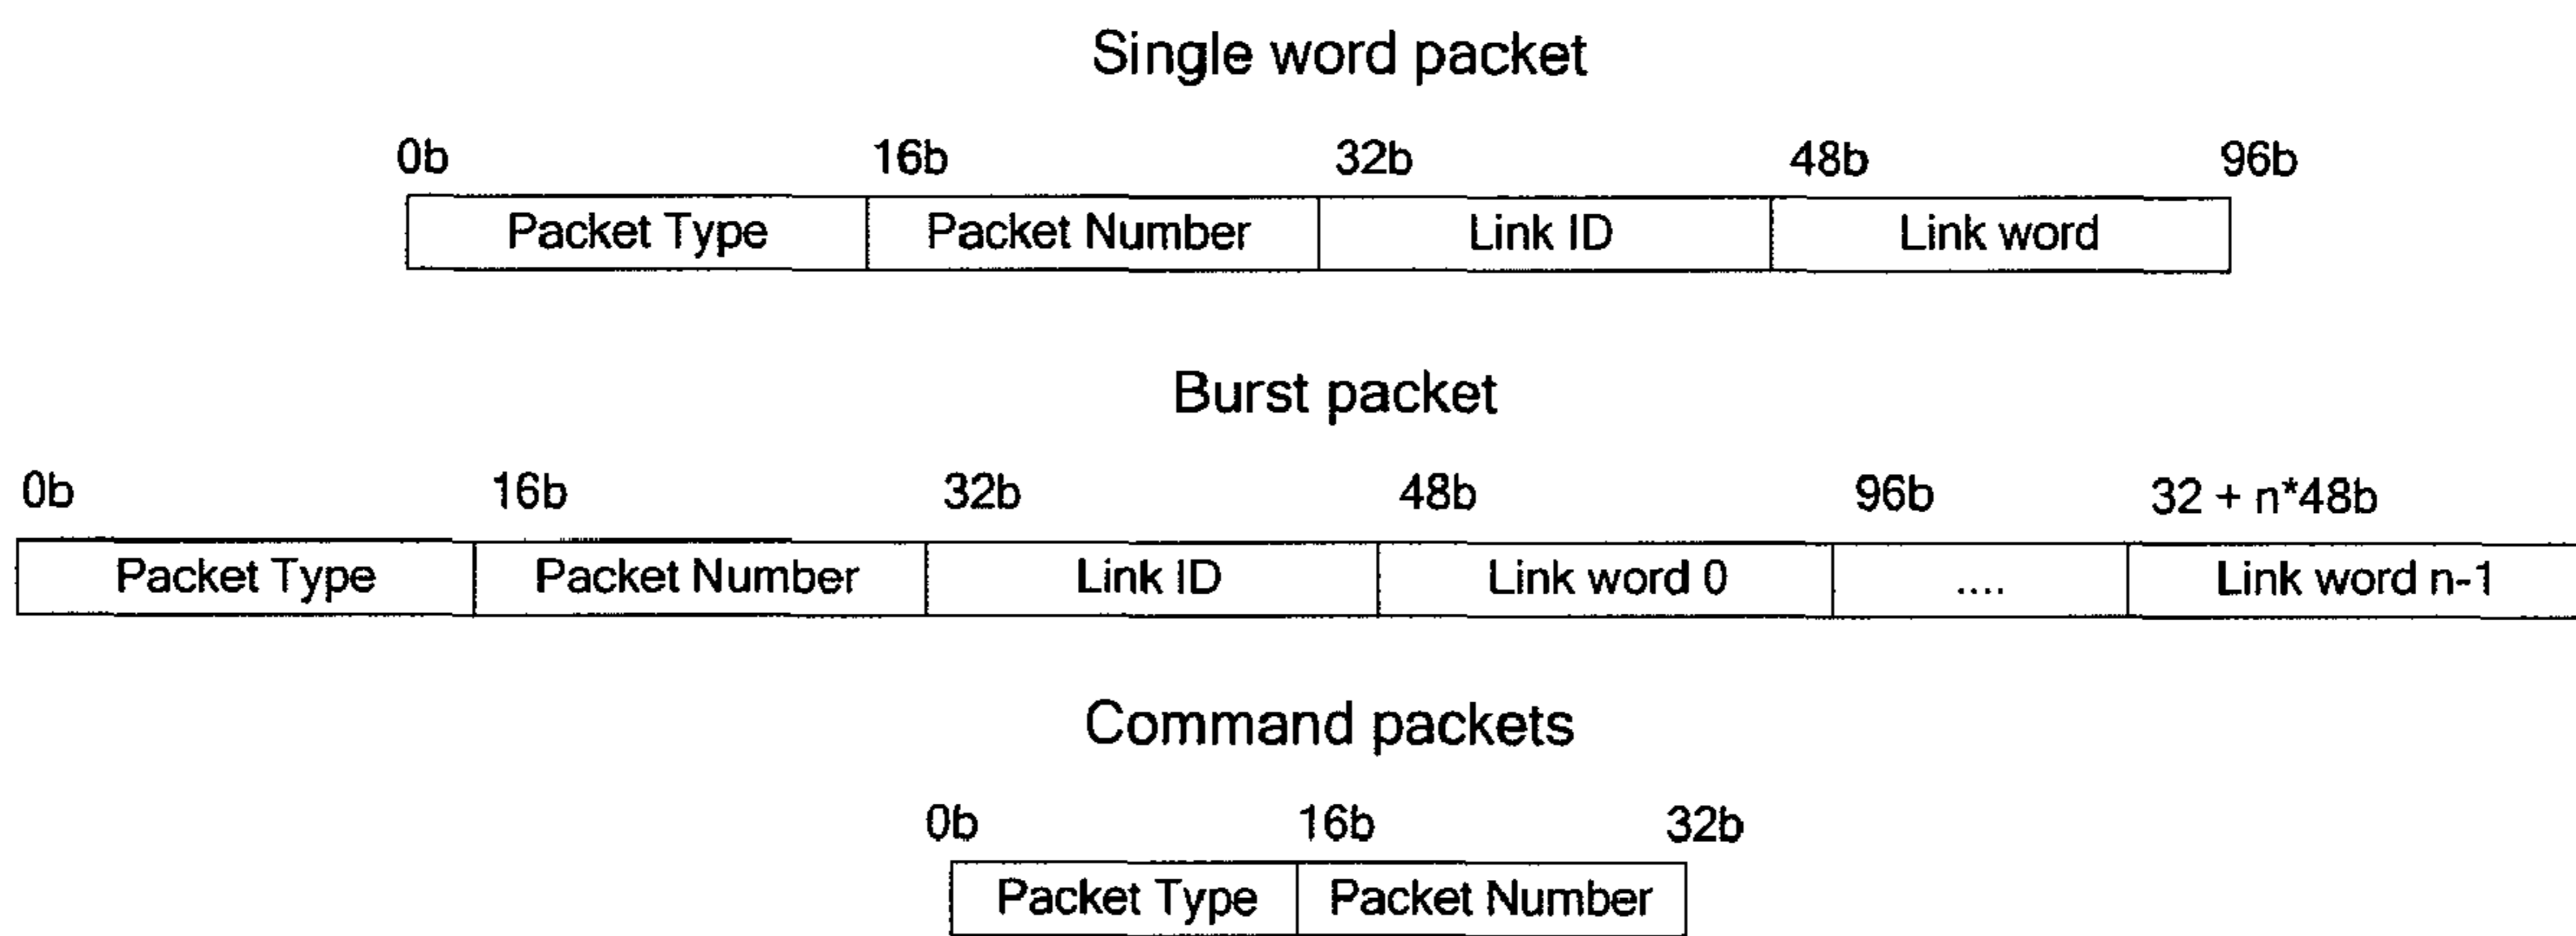 Single word packet
0b 16b 32b 48b 96b
Packet Type Packet Number Link ID Link word
Burst packet
0b 16b 32b 48b 96b 32 + n*48b
Packet Type Packet Number Link ID Link word 0 .... Link word n-1
Command packets
0b 16b 32b
Packet Type Packet Number